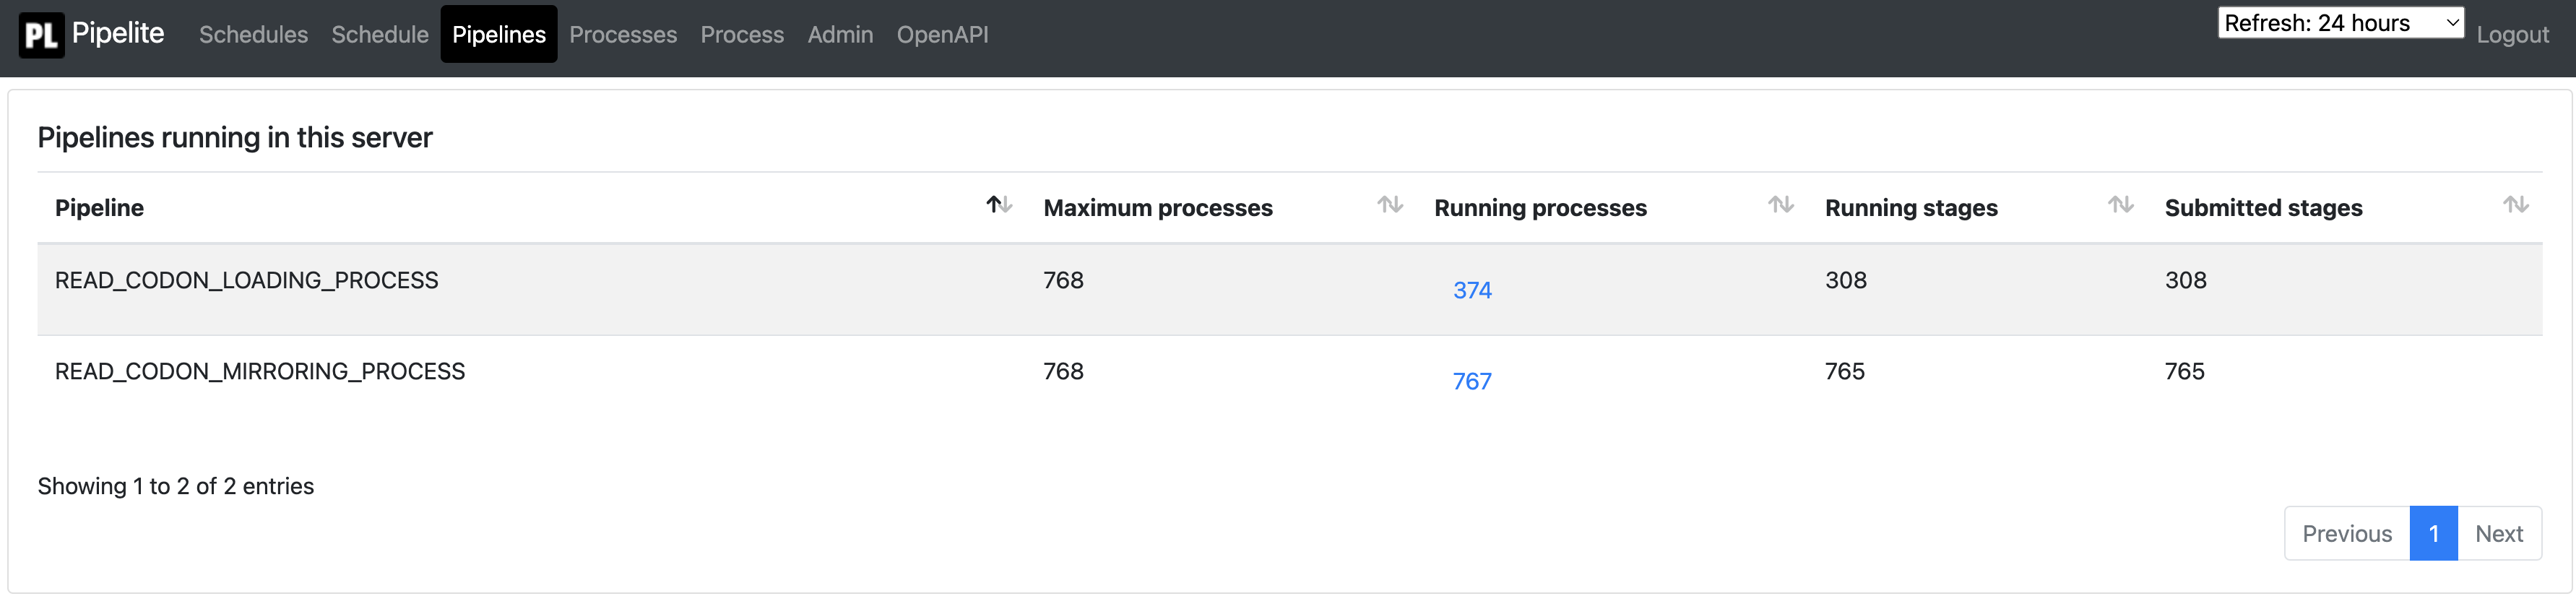 PL Pipelite Schedules Schedule Pipelines Processes Process Admin OpenAPI Refresh: 24 hours Logout
Pipelines running in this server
Pipeline Maximum processes Running processes Running stages Submitted stages
READ_CODON_LOADING_PROCESS 768 374 308 308
READ_CODON_MIRRORING_PROCESS 768 767 765 765
Showing 1 to 2 of 2 entries
Previous 1 Next